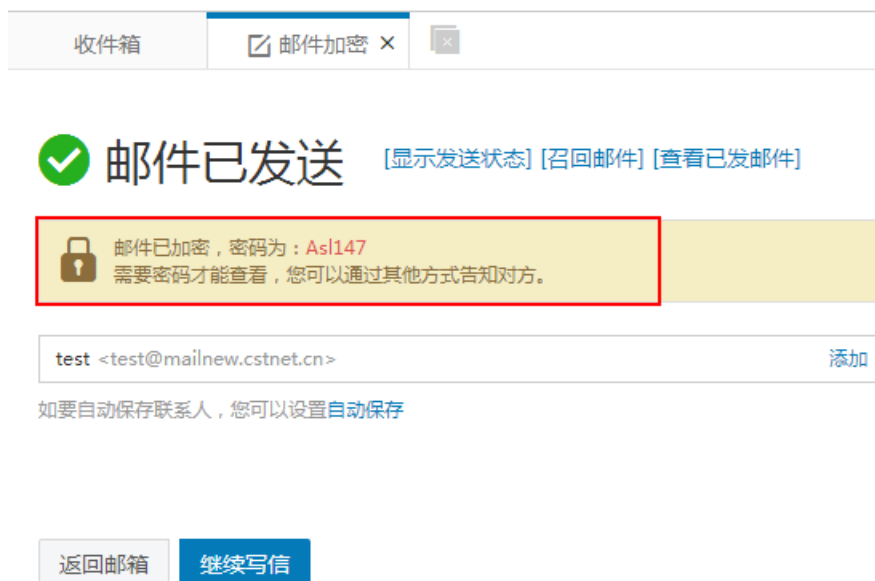 收件箱 邮件加密 ×
邮件已发送 [显示发送状态] [召回邮件] [查看已发邮件]
邮件已加密，密码为：Asl147
需要密码才能查看，您可以通过其他方式告知对方。
test <test@mailnew.cstnet.cn> 添加
如要自动保存联系人，您可以设置自动保存
返回邮箱 继续写信